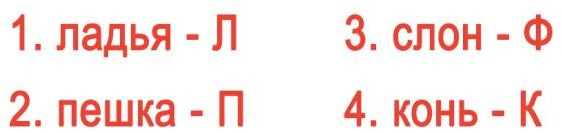 1. ладья - Л
2. пешка - П
3. слон - Ф
4. конь - К